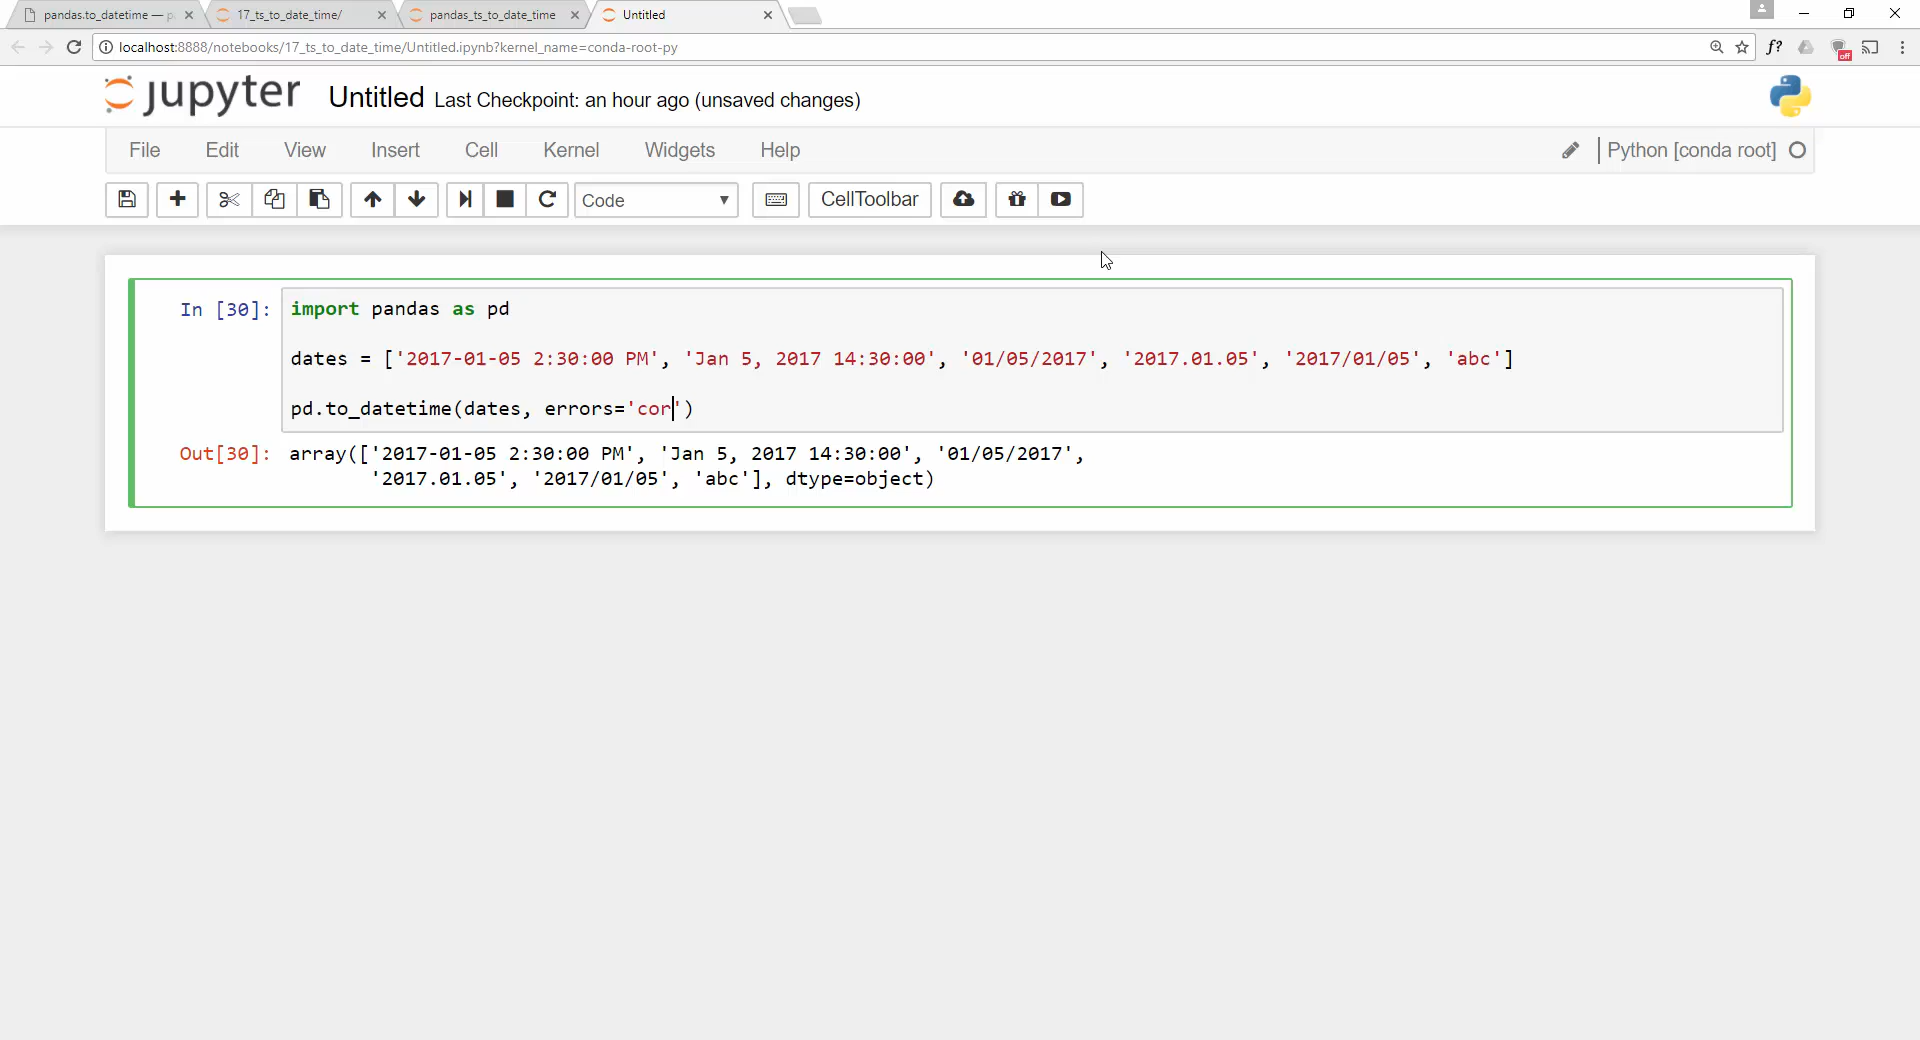 pandas.to_datetime — p
17_ts_to_date_time/
pandas_ts_to_date_time
Untitled
localhost:8888/notebooks/17_ts_to_date_time/Untitled.ipynb?kernel_name=conda-root-py
f?
off
jupyter Untitled Last Checkpoint: an hour ago (unsaved changes)
File Edit View Insert Cell Kernel Widgets Help Python [conda root]
Code CellToolbar
In [30]: import pandas as pd
dates = ['2017-01-05 2:30:00 PM', 'Jan 5, 2017 14:30:00', '01/05/2017', '2017.01.05', '2017/01/05', 'abc']
pd.to_datetime(dates, errors='cor')
Out[30]: array(['2017-01-05 2:30:00 PM', 'Jan 5, 2017 14:30:00', '01/05/2017',
'2017.01.05', '2017/01/05', 'abc'], dtype=object)